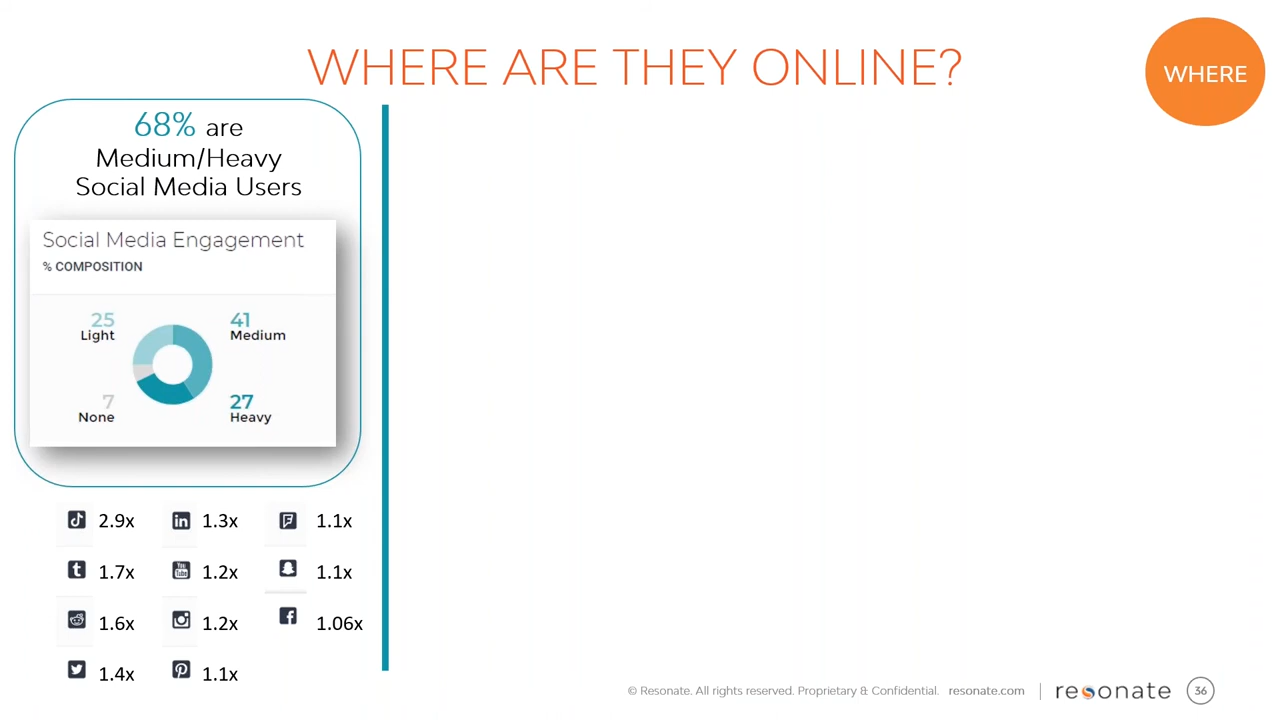 WHERE ARE THEY ONLINE?
WHERE
68% are
Medium/Heavy
Social Media Users
Social Media Engagement
% COMPOSITION
25
Light
41
Medium
7
None
27
Heavy
2.9x
1.3x
1.1x
1.7x
1.2x
1.1x
1.6x
1.2x
1.06x
1.4x
1.1x
© Resonate. All rights reserved. Proprietary & Confidential. resonate.com | resonate 36